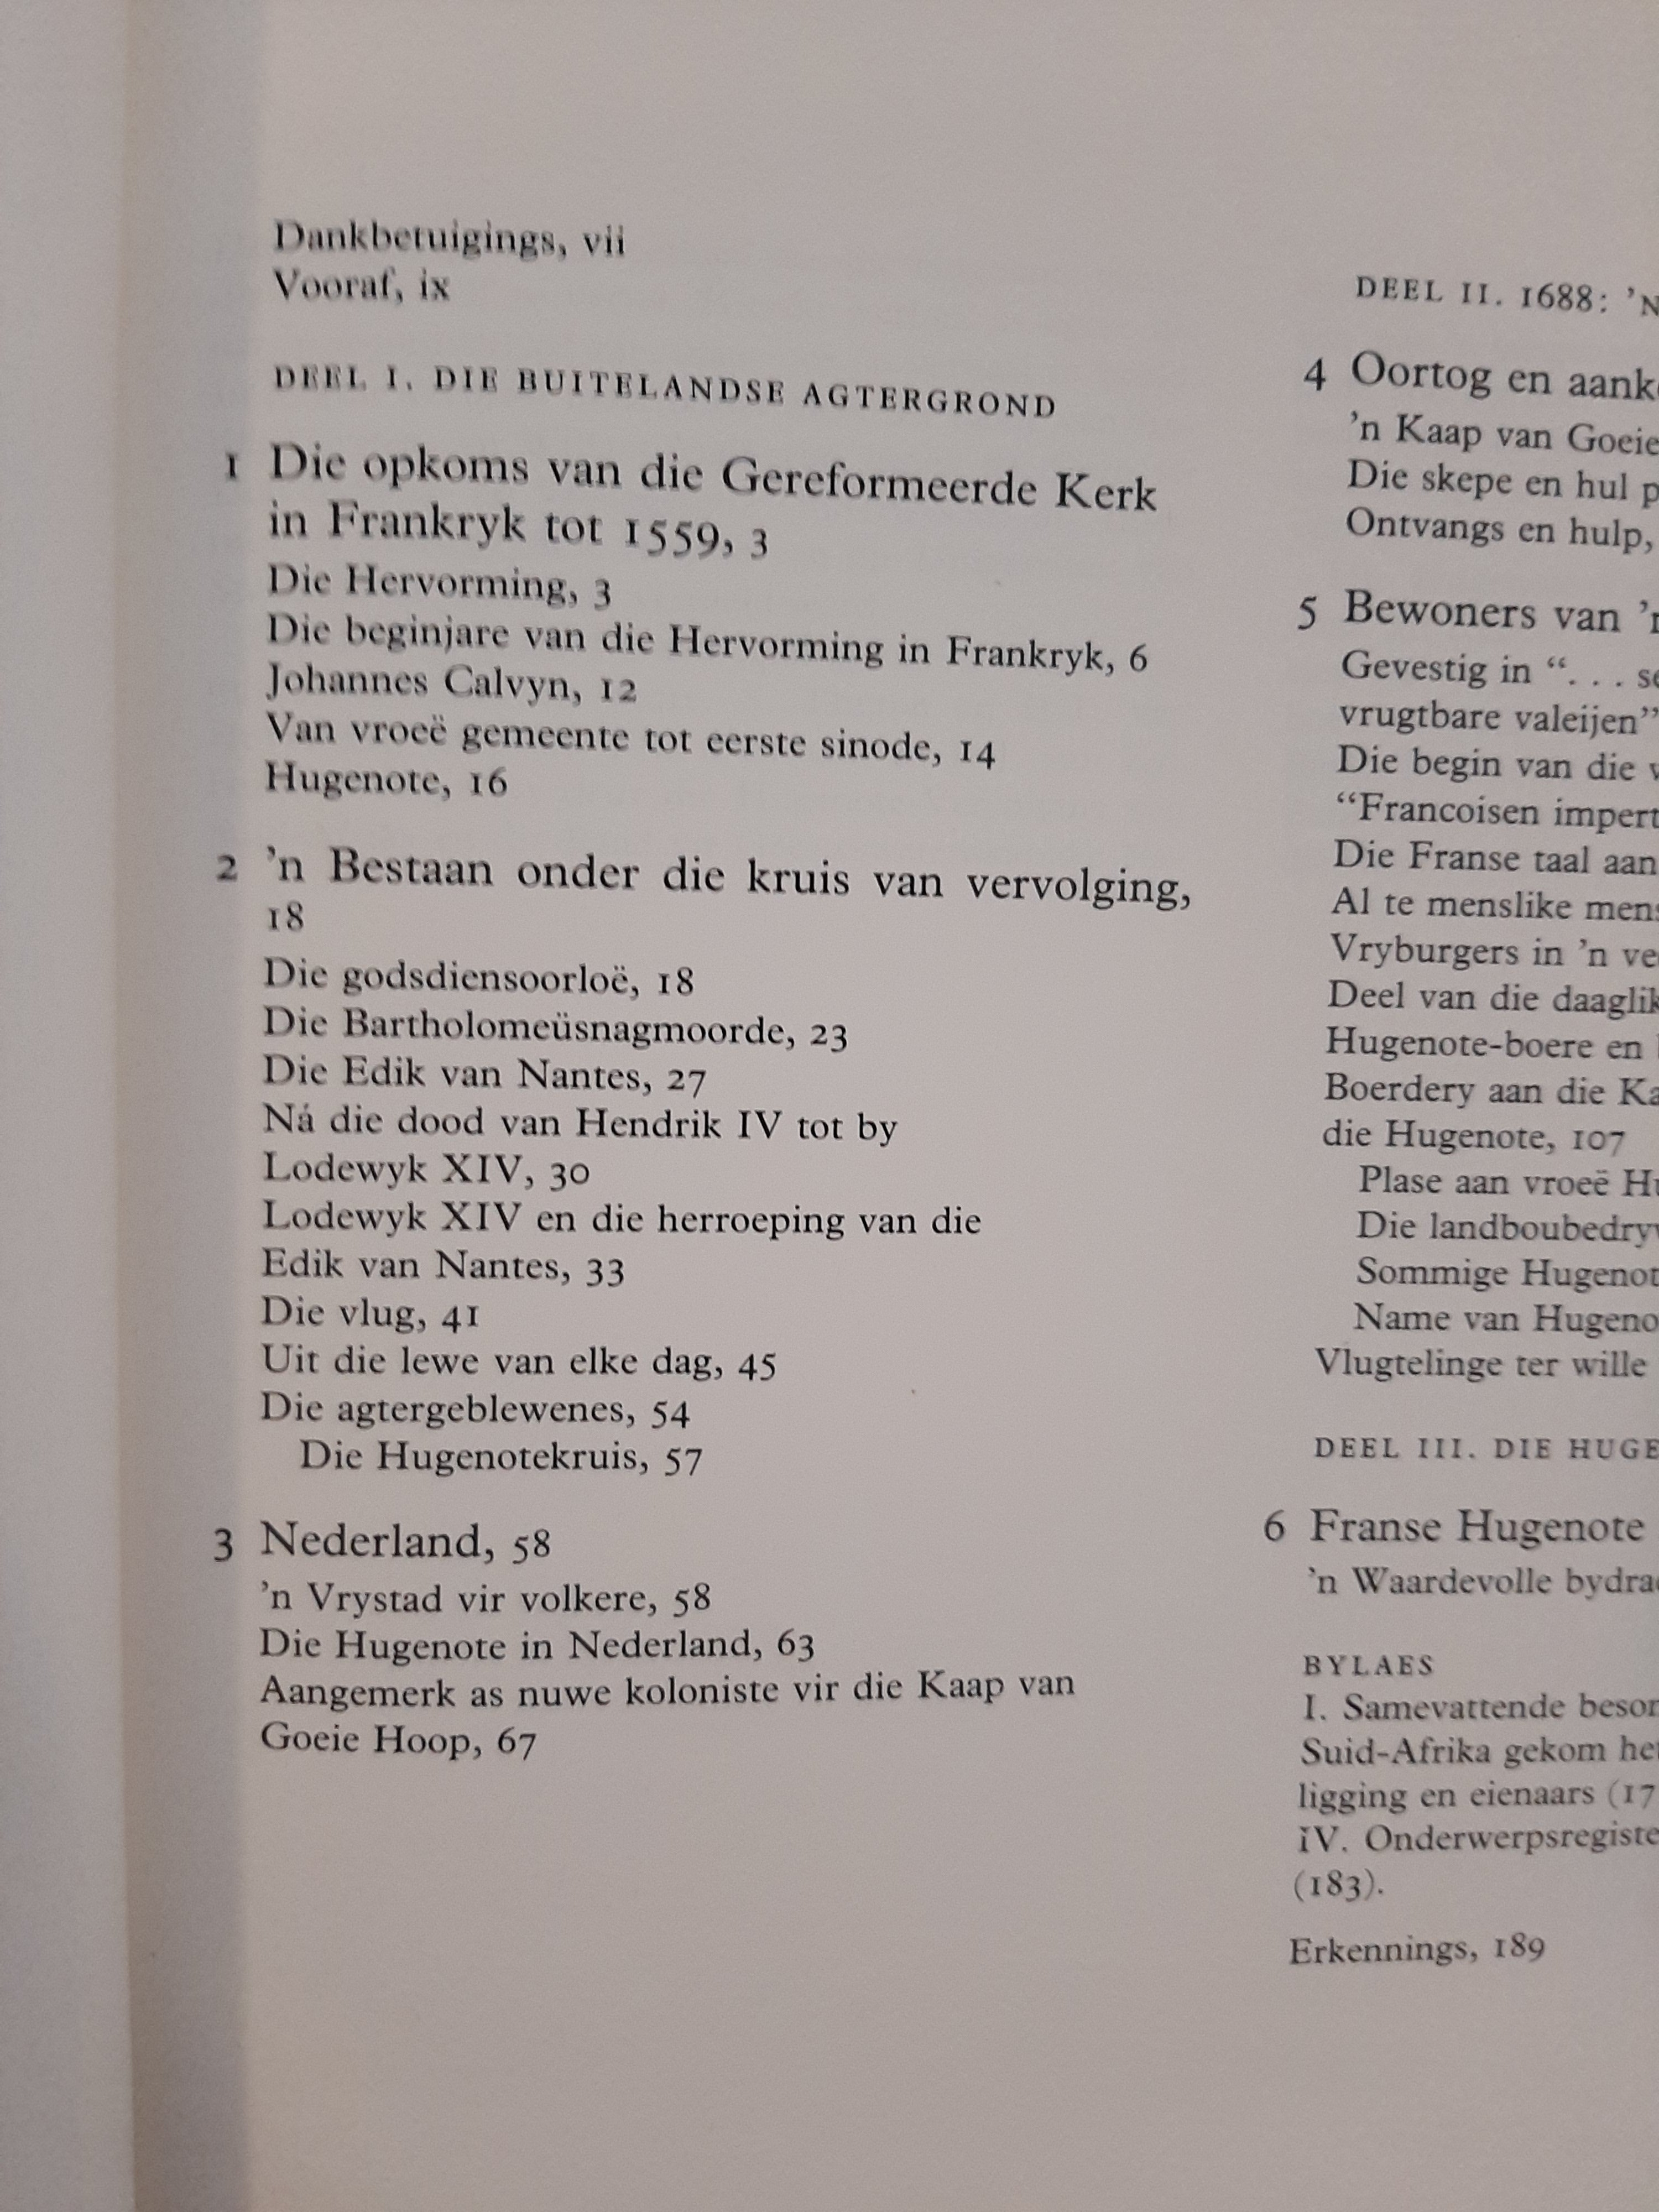 Dankbetuigings, vii
Vooraf, ix
DEEL I. DIE BUITELANDSE AGTERGROND
1 Die opkoms van die Gereformeerde Kerk
in Frankryk tot 1559, 3
Die Hervorming, 3
Die beginjare van die Hervorming in Frankryk, 6
Johannes Calvyn, 12
Van vroeë gemeente tot eerste sinode, 14
Hugenote, 16
2 ’n Bestaan onder die kruis van vervolging,
18
Die godsdiensoorloë, 18
Die Bartholomeüsnagmoorde, 23
Die Edik van Nantes, 27
Ná die dood van Hendrik IV tot by
Lodewyk XIV, 30
Lodewyk XIV en die herroeping van die
Edik van Nantes, 33
Die vlug, 41
Uit die lewe van elke dag, 45
Die agtergeblewenes, 54
Die Hugenotekruis, 57
3 Nederland, 58
’n Vrystad vir volkere, 58
Die Hugenote in Nederland, 63
Aangemerk as nuwe koloniste vir die Kaap van
Goeie Hoop, 67
DEEL II. 1688: ’N
4 Oortog en
’n Kaap van Goeie
Die skepe en hul
Ontvangs en hulp,
5 Bewoners van
Gevestig in “. . .
vrugtbare valeijen”
Die begin van die
“Francoisen
Die Franse taal aan
Al te menslike
Vryburgers in ’n
Deel van die
Hugenote-boere en
Boerdery aan die
die Hugenote, 107
Plase aan vroeë
Die
Sommige
Name van
Vlugtelinge ter wille
DEEL III. DIE
6 Franse Hugenote
’n Waardevolle
BYLAES
I. Samevattende
Suid-Afrika gekom
ligging en eienaars (17
IV.
(183).
Erkennings, 189